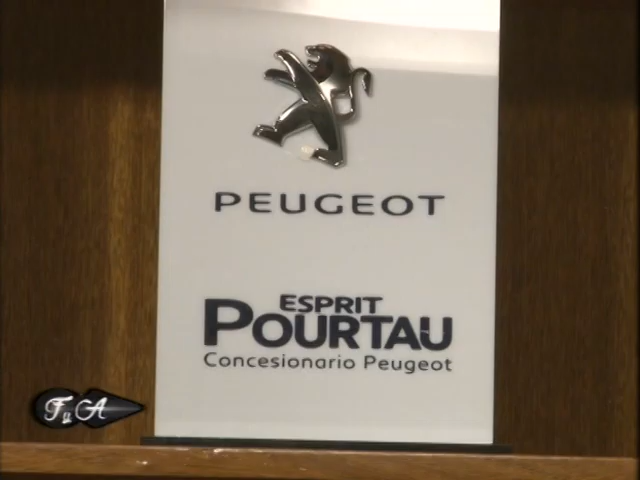 PEUGEOT
ESPRIT
POURTAU
Concesionario Peugeot
F y A